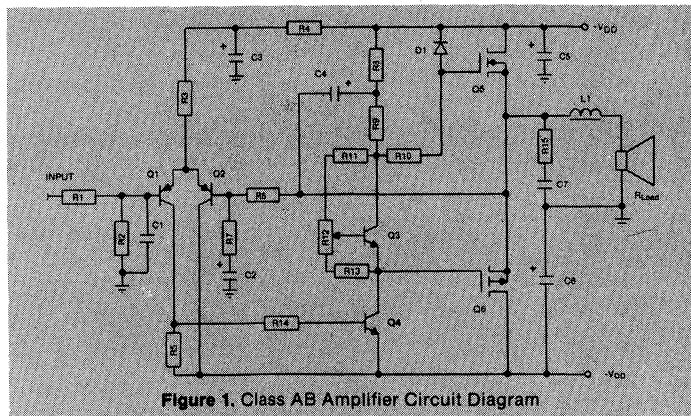 R4
-VDD
C3
D1
C5
R8
Q5
C4
R3
L1
R9
R15
R11
R10
INPUT
Q1
Q2
R1
R6
C7
RLoad
R2
C1
R7
R12
Q3
C2
R13
C6
Q6
R14
Q4
R5
-VDD
Figure 1. Class AB Amplifier Circuit Diagram